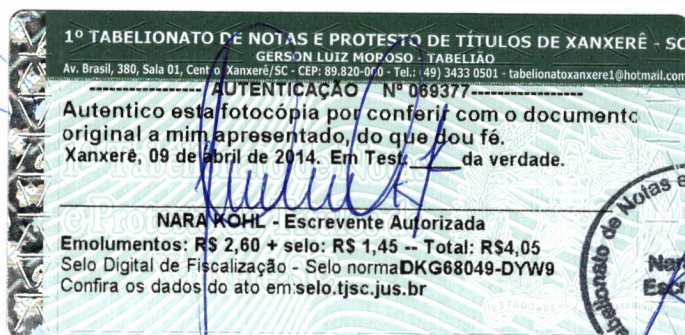 1º TABELIONATO DE NOTAS E PROTESTO DE TÍTULOS DE XANXERÊ - SC
GERSON LUIZ MOROSO - TABELIÃO
Av. Brasil, 380, Sala 01, Centro, Xanxerê/SC - CEP: 89.820-000 - Tel.: (49) 3433 0501 - tabelionatoxanxere1@hotmail.com
------------------ AUTENTICAÇÃO Nº 069377------------------
Autentico esta fotocópia por conferir com o documento
original a mim apresentado, do que dou fé.
Xanxerê, 09 de abril de 2014. Em Test.____da verdade.
NARA KOHL - Escrevente Autorizada
Emolumentos: R$ 2,60 + selo: R$ 1,45 -- Total: R$4,05
Selo Digital de Fiscalização - Selo normaDKG68049-DYW9
Confira os dados do ato em:selo.tjsc.jus.br
Notas e